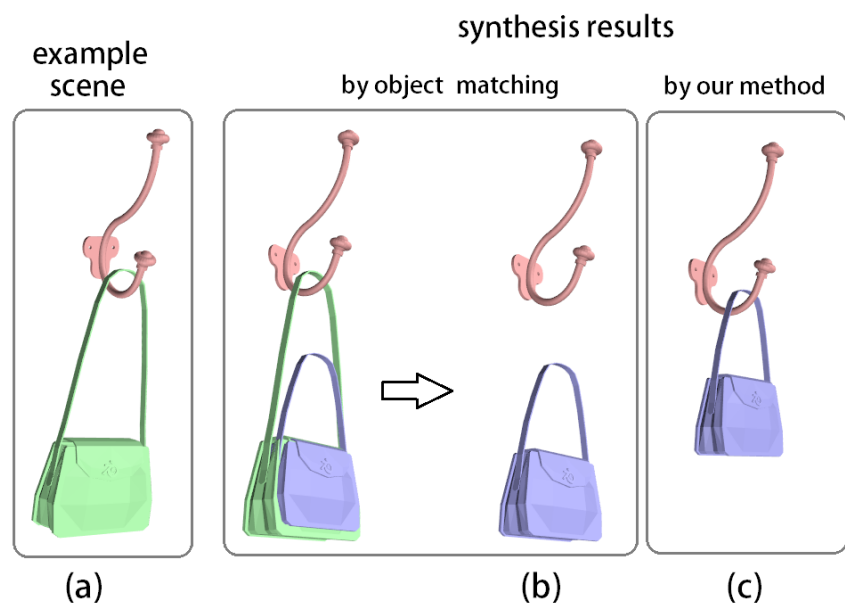 synthesis results
example
scene
by object matching
by our method
(a)
(b)
(c)